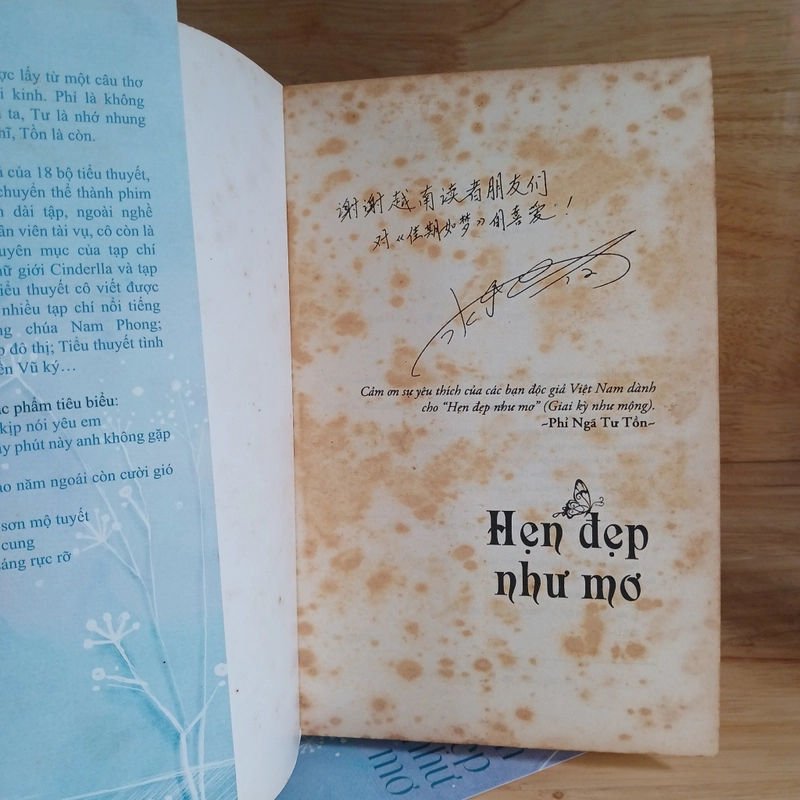 ợc lấy từ một câu thơ
i kinh. Phỉ là không
ta, Tư là nhớ nhung
hĩ, Tồn là còn.
của 18 bộ tiểu thuyết,
chuyển thể thành phim
dài tập, ngoài nghề
ân viên tài vụ, cô còn là
uyên mục của tạp chí
ữ giới Cinderlla và tạp
iểu thuyết cô viết được
nhiều tạp chí nổi tiếng
ng chúa Nam Phong;
đô thị; Tiểu thuyết tình
ễn Vũ ký…
c phẩm tiêu biểu:
kịp nói yêu em
y phút này anh không gặp
ao năm ngoái còn cười gió
sơn mộ tuyết
cung
sáng rực rỡ
谢谢越南读者朋友们
对《佳期如梦》的喜爱!
Cảm ơn sự yêu thích của các bạn độc giả Việt Nam dành
cho “Hẹn đẹp như mơ” (Giai kỳ như mộng).
~Phỉ Ngã Tư Tồn~
Hẹn đẹp
như mơ